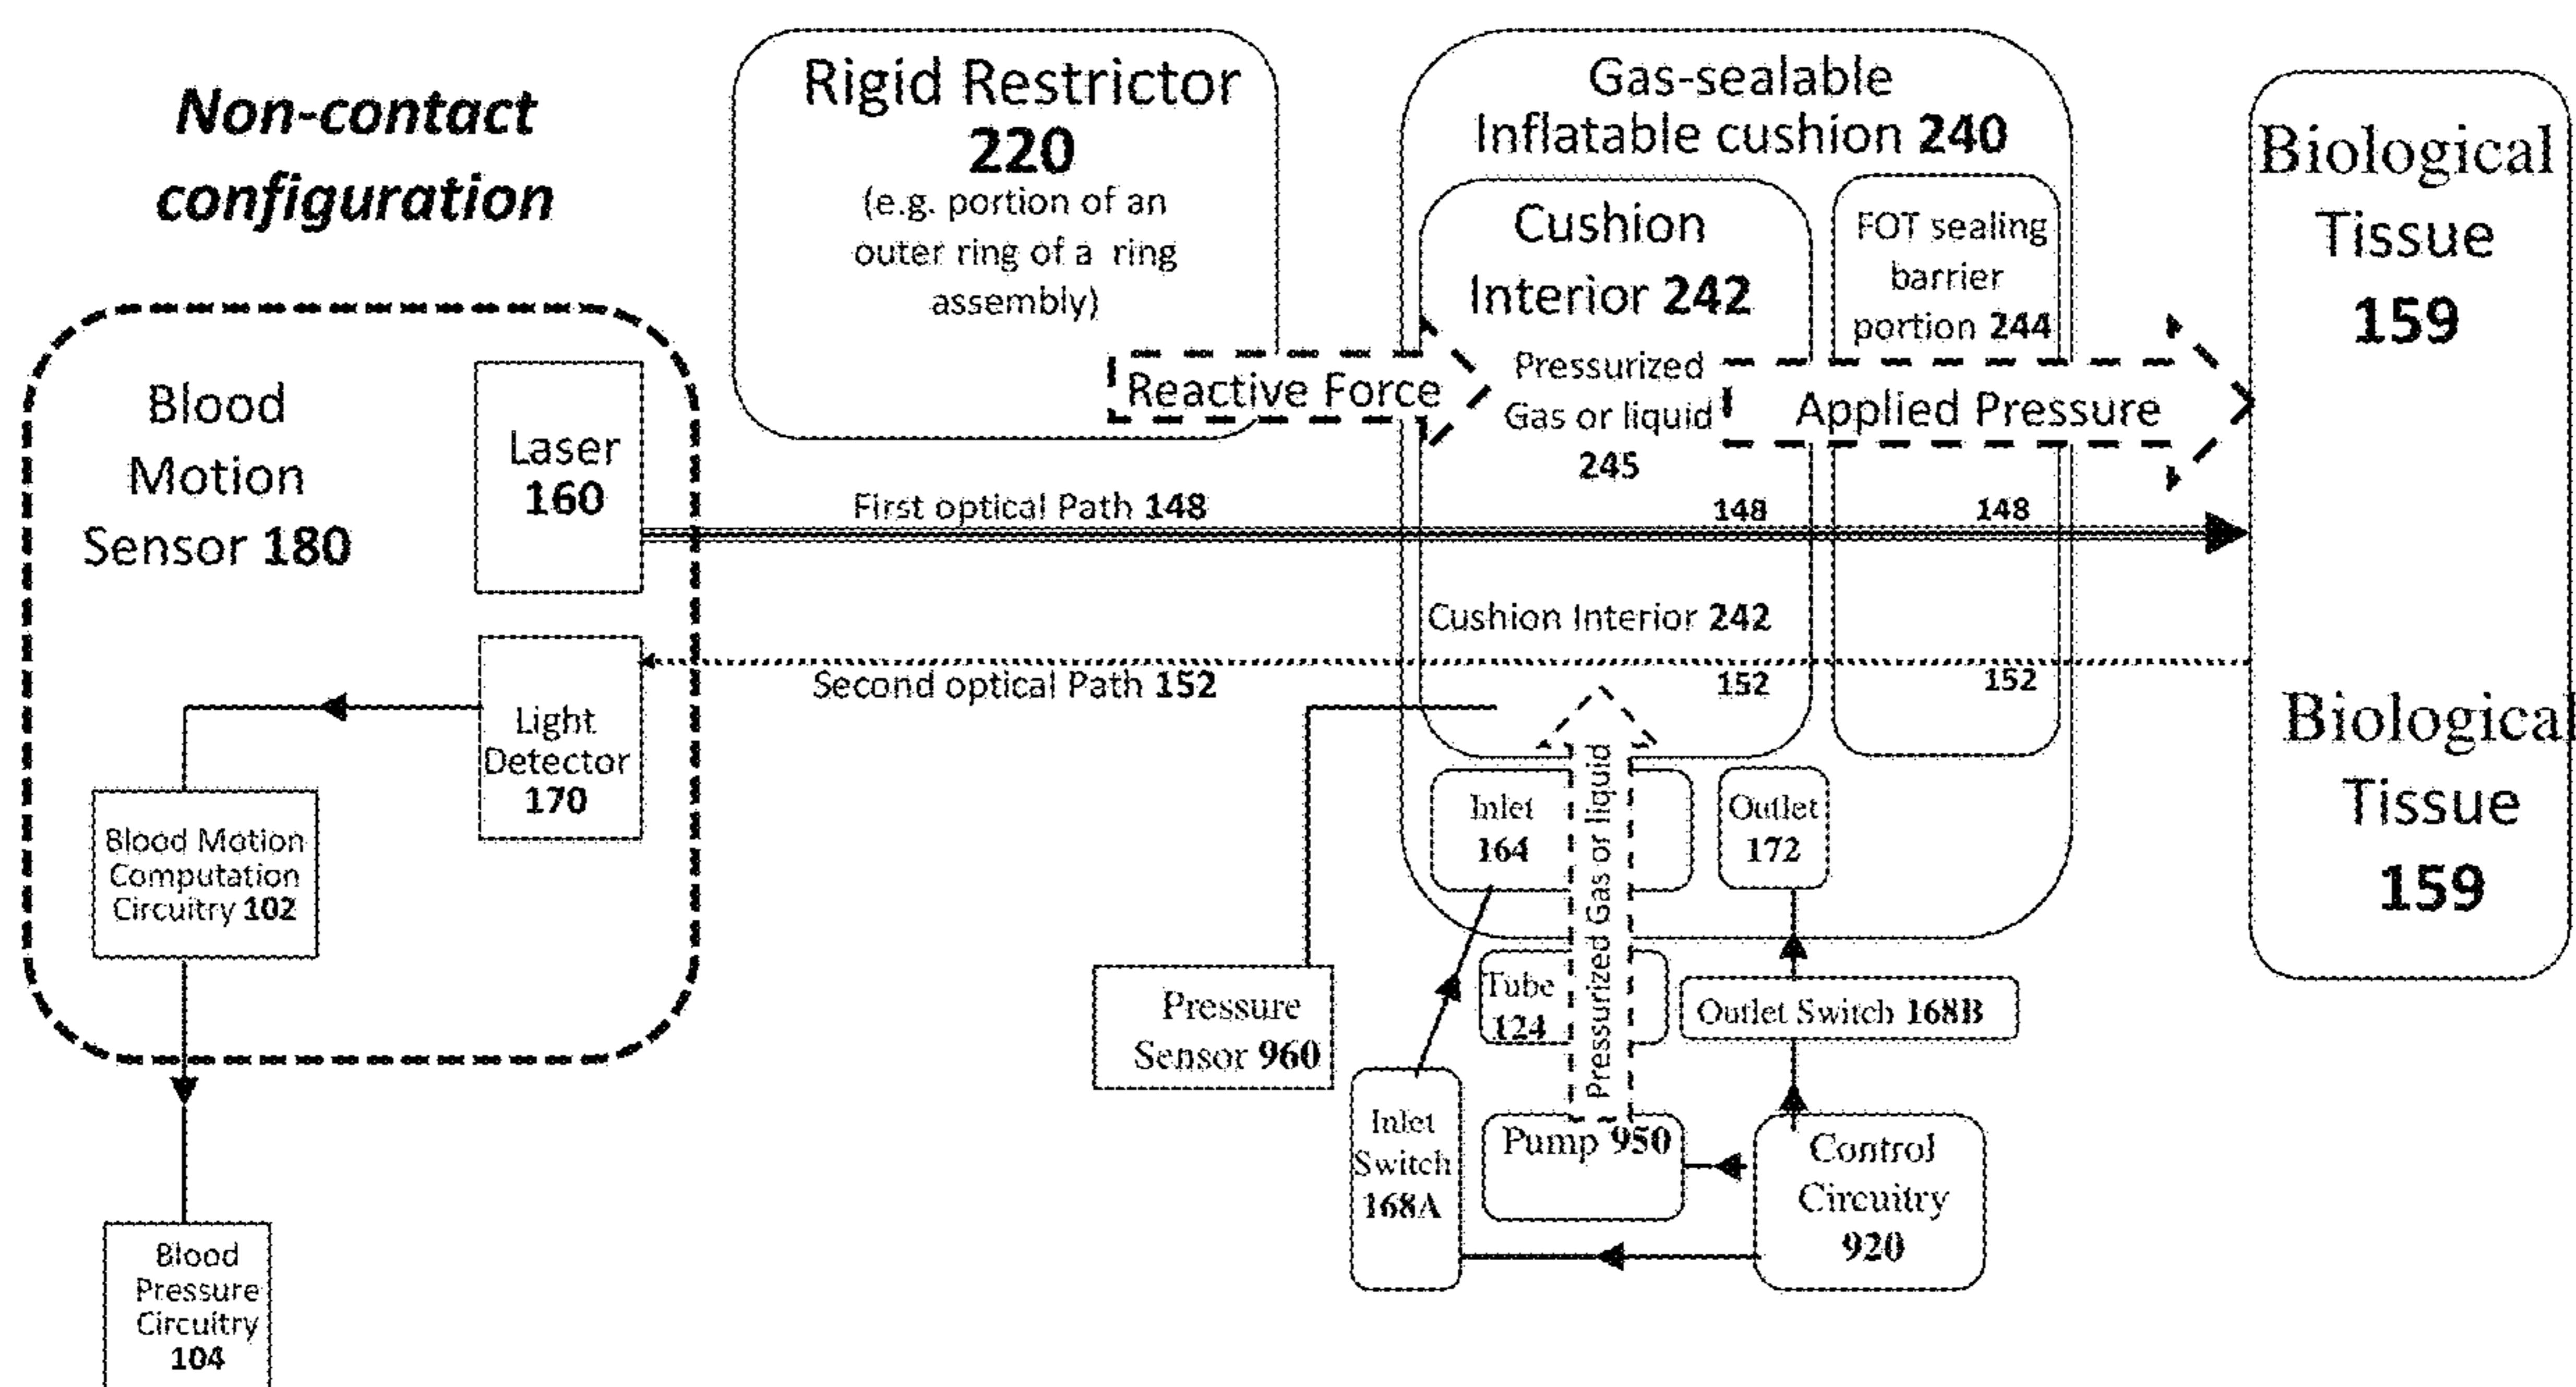 Non-contact
configuration
Rigid Restrictor
220
(e.g. portion of an
outer ring of a ring
assembly)
Gas-sealable
Inflatable cushion 240
Cushion
Interior 242
Pressurized
Gas or liquid
245
FOT sealing
barrier
portion 244
Biological
Tissue
159
Reactive Force
Applied Pressure
Blood
Motion
Sensor 180
Laser
160
First optical Path 148
148
148
Cushion Interior 242
Second optical Path 152
152
152
Light
Detector
170
Biological
Tissue
159
Blood Motion
Computation
Circuitry 102
Inlet
164
Pressurized Gas or liquid
Outlet
172
Pressure
Sensor 960
Tube
124
Outlet Switch 168B
Inlet
Switch
168A
Pump 950
Control
Circuitry
920
Blood
Pressure
Circuitry
104